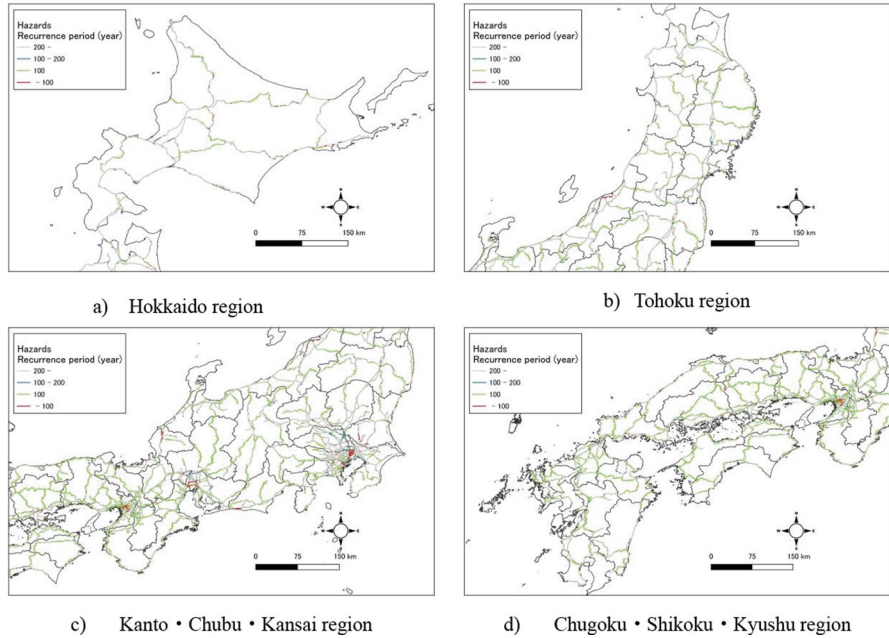 Hazards
Recurrence period (year)
200 -
100 - 200
100
- 100
N
W E
S
0 75 150 km
a) Hokkaido region
Hazards
Recurrence period (year)
200 -
100 - 200
100
- 100
N
W E
S
0 75 150 km
b) Tohoku region
Hazards
Recurrence period (year)
200 -
100 - 200
100
- 100
N
W E
S
0 75 150 km
c) Kanto・Chubu・Kansai region
Hazards
Recurrence period (year)
200 -
100 - 200
100
- 100
N
W E
S
0 75 150 km
d) Chugoku・Shikoku・Kyushu region